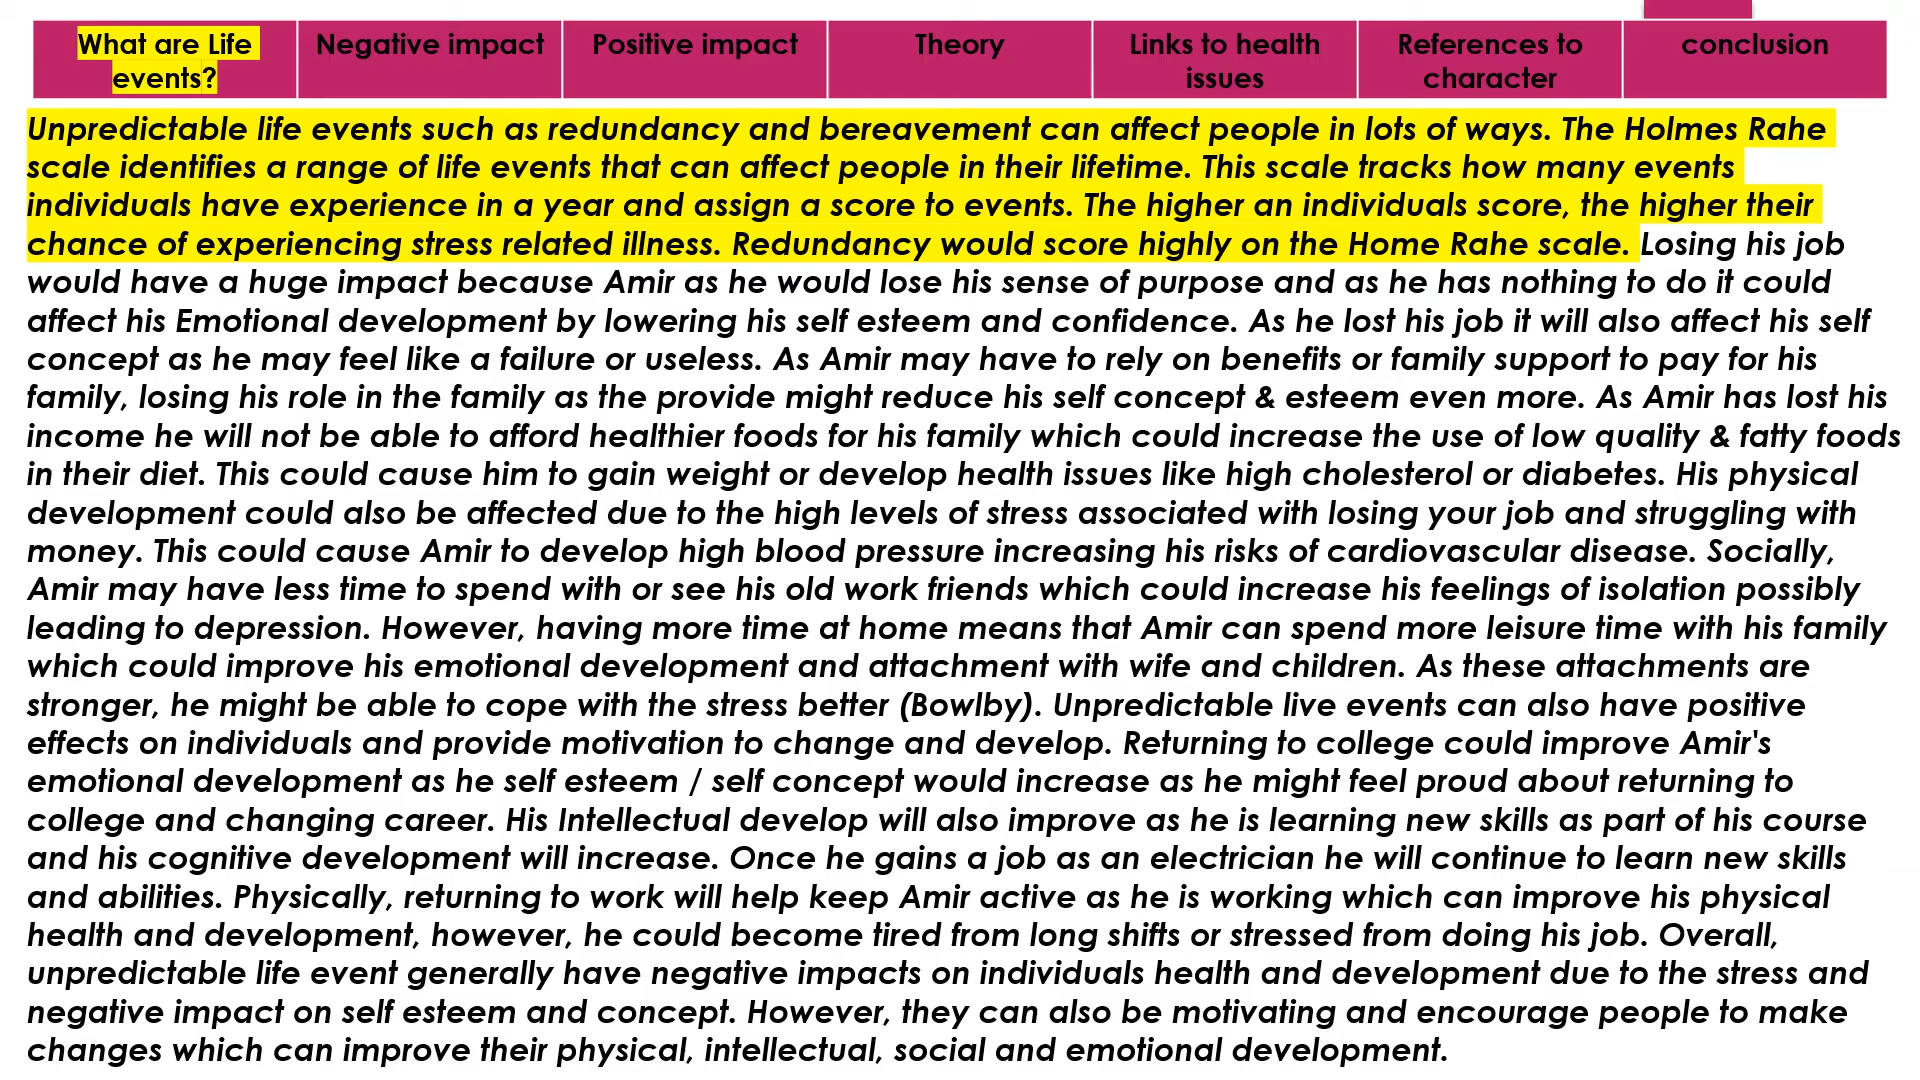 What are Life events?
Negative impact
Positive impact
Theory
Links to health issues
References to character
conclusion
Unpredictable life events such as redundancy and bereavement can affect people in lots of ways. The Holmes Rahe
scale identifies a range of life events that can affect people in their lifetime. This scale tracks how many events
individuals have experience in a year and assign a score to events. The higher an individuals score, the higher their
chance of experiencing stress related illness. Redundancy would score highly on the Home Rahe scale. Losing his job
would have a huge impact because Amir as he would lose his sense of purpose and as he has nothing to do it could
affect his Emotional development by lowering his self esteem and confidence. As he lost his job it will also affect his self
concept as he may feel like a failure or useless. As Amir may have to rely on benefits or family support to pay for his
family, losing his role in the family as the provide might reduce his self concept & esteem even more. As Amir has lost his
income he will not be able to afford healthier foods for his family which could increase the use of low quality & fatty foods
in their diet. This could cause him to gain weight or develop health issues like high cholesterol or diabetes. His physical
development could also be affected due to the high levels of stress associated with losing your job and struggling with
money. This could cause Amir to develop high blood pressure increasing his risks of cardiovascular disease. Socially,
Amir may have less time to spend with or see his old work friends which could increase his feelings of isolation possibly
leading to depression. However, having more time at home means that Amir can spend more leisure time with his family
which could improve his emotional development and attachment with wife and children. As these attachments are
stronger, he might be able to cope with the stress better (Bowlby). Unpredictable live events can also have positive
effects on individuals and provide motivation to change and develop. Returning to college could improve Amir's
emotional development as he self esteem / self concept would increase as he might feel proud about returning to
college and changing career. His Intellectual develop will also improve as he is learning new skills as part of his course
and his cognitive development will increase. Once he gains a job as an electrician he will continue to learn new skills
and abilities. Physically, returning to work will help keep Amir active as he is working which can improve his physical
health and development, however, he could become tired from long shifts or stressed from doing his job. Overall,
unpredictable life event generally have negative impacts on individuals health and development due to the stress and
negative impact on self esteem and concept. However, they can also be motivating and encourage people to make
changes which can improve their physical, intellectual, social and emotional development.